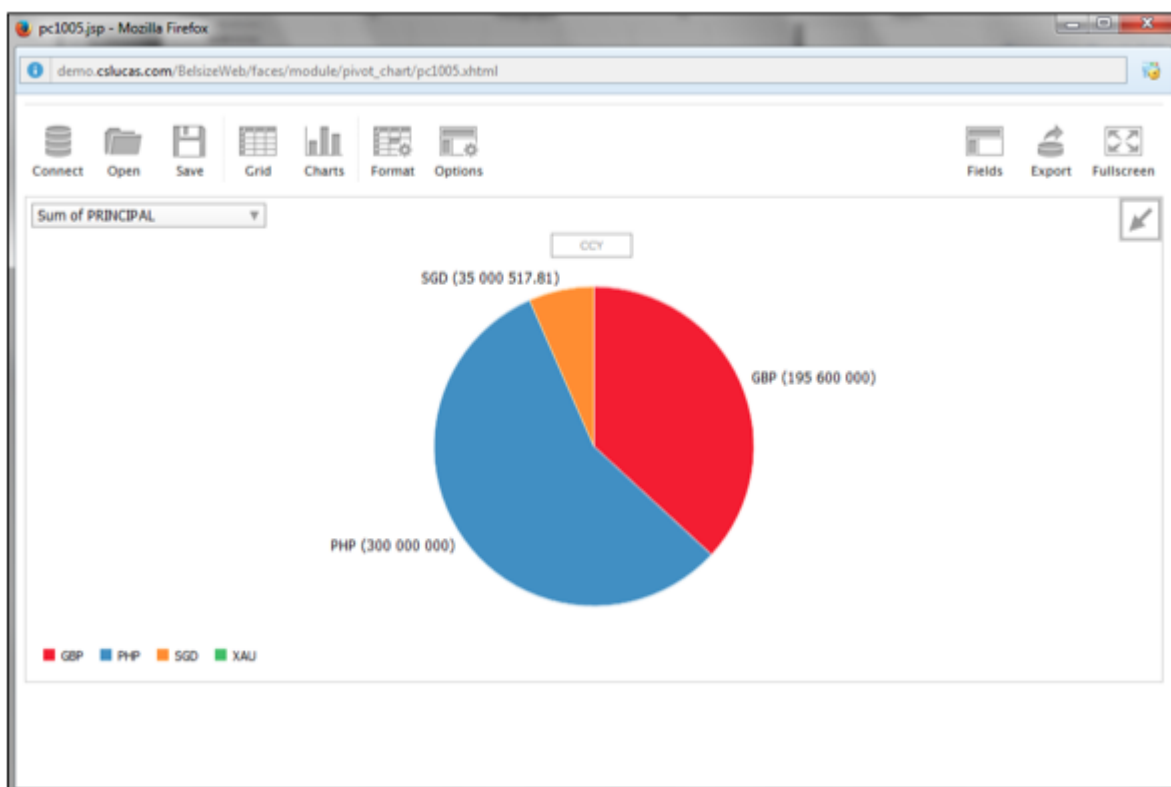 pc1005.jsp - Mozilla Firefox
demo.cslucas.com/BelsizeWeb/faces/module/pivot_chart/pc1005.xhtml
Connect Open Save Grid Charts Format Options Fields Export Fullscreen
Sum of PRINCIPAL
CCY
SGD (35 000 517.81)
GBP (195 600 000)
PHP (300 000 000)
GBP PHP SGD XAU